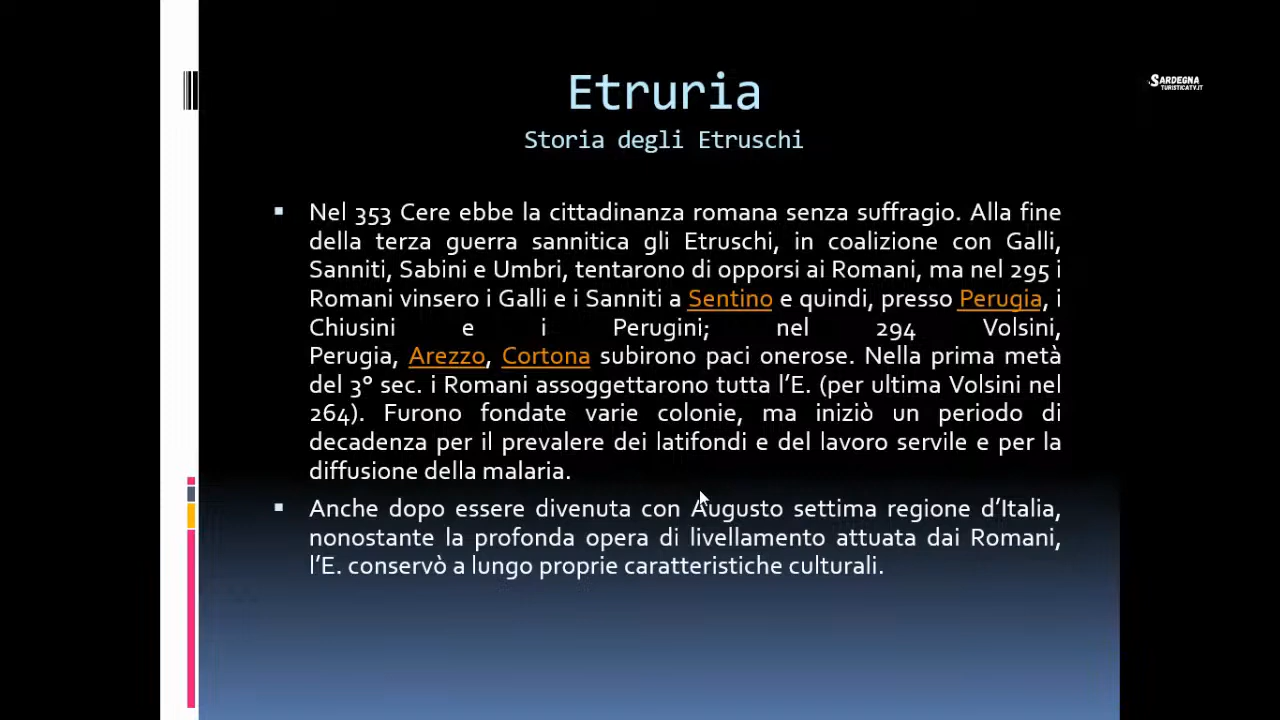 Etruria
SARDEGNA
TURISTICATV.IT
Storia degli Etruschi
Nel 353 Cere ebbe la cittadinanza romana senza suffragio. Alla fine
della terza guerra sannitica gli Etruschi, in coalizione con Galli,
Sanniti, Sabini e Umbri, tentarono di opporsi ai Romani, ma nel 295 i
Romani vinsero i Galli e i Sanniti a Sentino e quindi, presso Perugia, i
Chiusini e i Perugini; nel 294 Volsini,
Perugia, Arezzo, Cortona subirono paci onerose. Nella prima metà
del 3° sec. i Romani assoggettarono tutta l’E. (per ultima Volsini nel
264). Furono fondate varie colonie, ma iniziò un periodo di
decadenza per il prevalere dei latifondi e del lavoro servile e per la
diffusione della malaria.
Anche dopo essere divenuta con Augusto settima regione d’Italia,
nonostante la profonda opera di livellamento attuata dai Romani,
l’E. conservò a lungo proprie caratteristiche culturali.